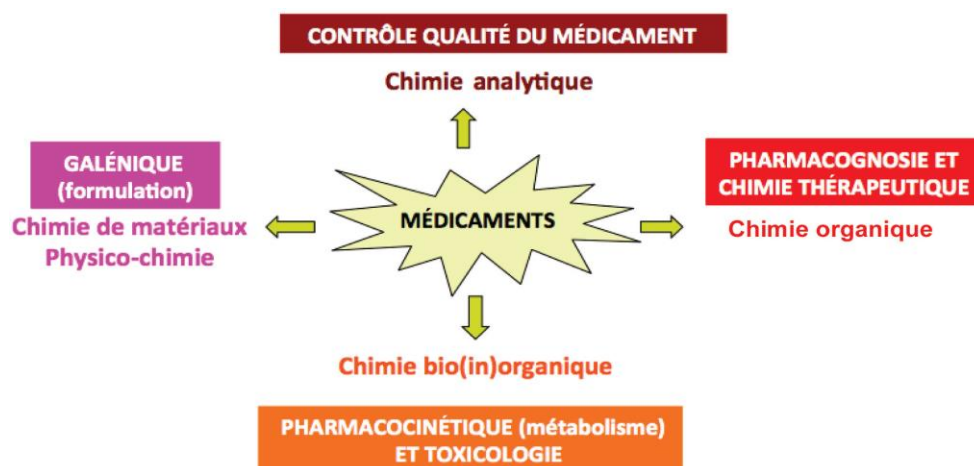 CONTRÔLE QUALITÉ DU MÉDICAMENT
Chimie analytique
GALÉNIQUE
(formulation)
Chimie de matériaux
Physico-chimie
MÉDICAMENTS
PHARMACOGNOSIE ET
CHIMIE THÉRAPEUTIQUE
Chimie organique
Chimie bio(in)organique
PHARMACOCINÉTIQUE (métabolisme)
ET TOXICOLOGIE